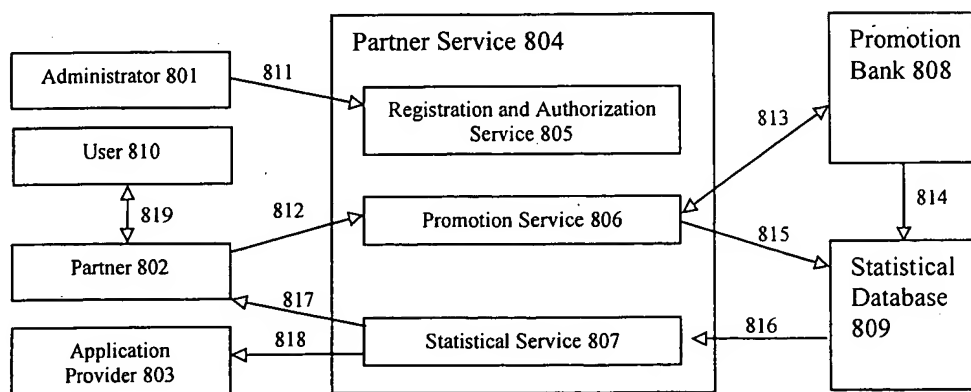 Administrator 801
811
User 810
819
812
Partner 802
817
818
Application
Provider 803
Partner Service 804
Registration and Authorization
Service 805
Promotion Service 806
Statistical Service 807
813
815
816
Promotion
Bank 808
814
Statistical
Database
809